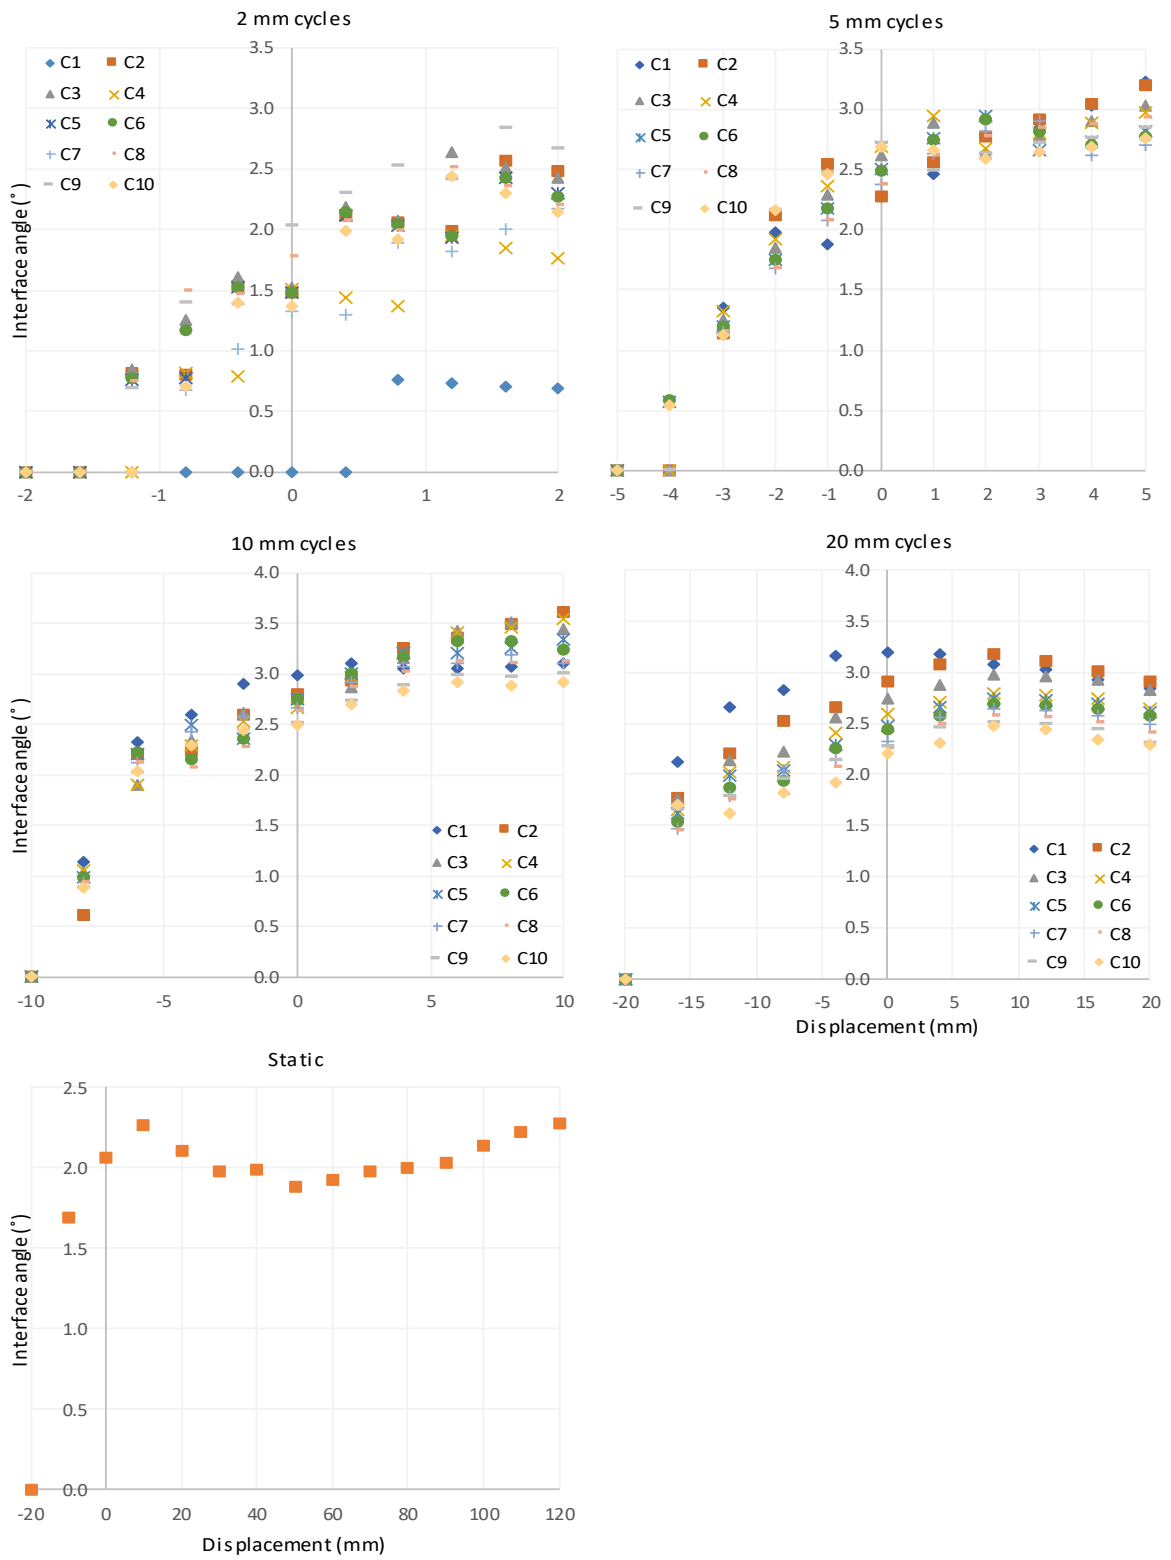 2 mm cycles
3.5
3.0
2.5
2.0
1.5
1.0
0.5
0.0
C1 C2
C3 C4
C5 C6
C7 C8
C9 C10
Interface angle (°)
-2 -1 0 1 2
5 mm cycles
3.5
3.0
2.5
2.0
1.5
1.0
0.5
0.0
C1 C2
C3 C4
C5 C6
C7 C8
C9 C10
-5 -4 -3 -2 -1 0 1 2 3 4 5
10 mm cycles
4.0
3.5
3.0
2.5
2.0
1.5
1.0
0.5
0.0
Interface angle (°)
C1 C2
C3 C4
C5 C6
C7 C8
C9 C10
-10 -5 0 5 10
20 mm cycles
4.0
3.5
3.0
2.5
2.0
1.5
1.0
0.5
0.0
C1 C2
C3 C4
C5 C6
C7 C8
C9 C10
-20 -15 -10 -5 0 5 10 15 20
Displacement (mm)
Static
2.5
2.0
1.5
1.0
0.5
0.0
Interface angle (°)
-20 0 20 40 60 80 100 120
Displacement (mm)